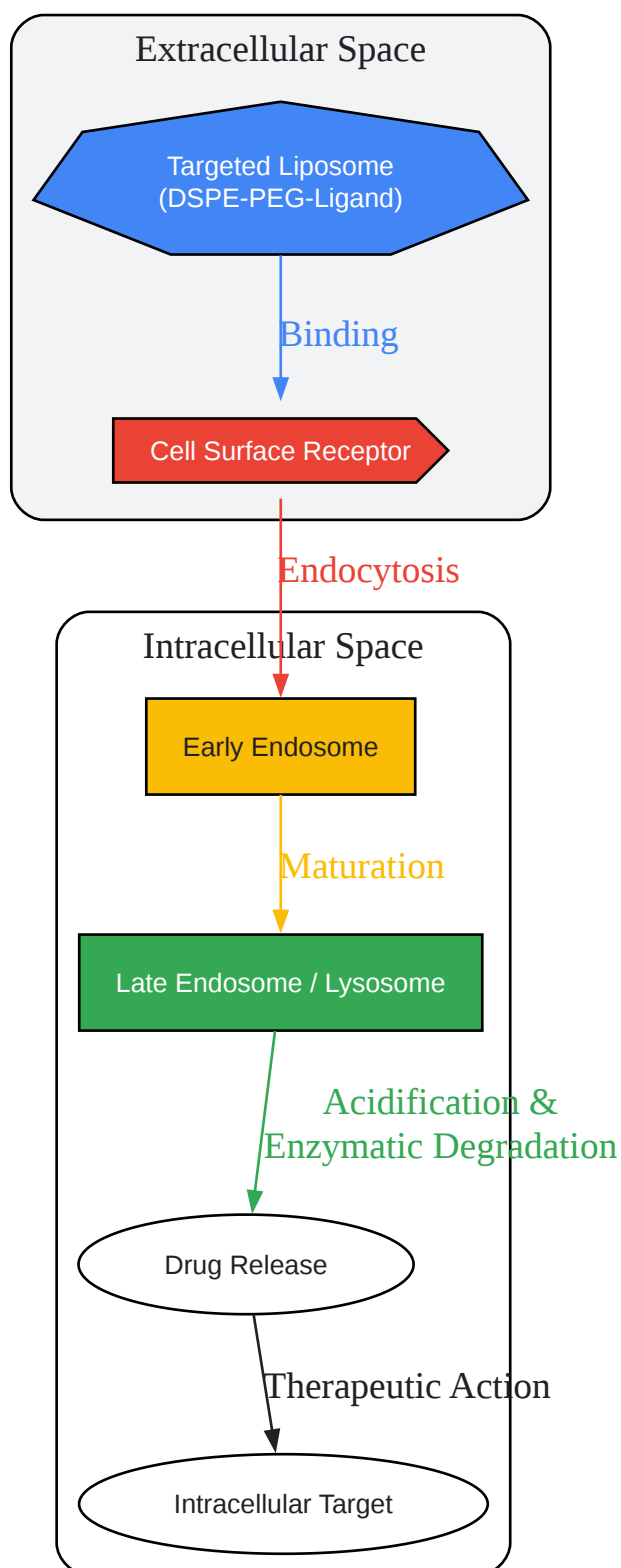 Extracellular Space
Targeted Liposome
(DSPE-PEG-Ligand)
Binding
Cell Surface Receptor
Endocytosis
Intracellular Space
Early Endosome
Maturation
Late Endosome / Lysosome
Acidification &
Enzymatic Degradation
Drug Release
Therapeutic Action
Intracellular Target